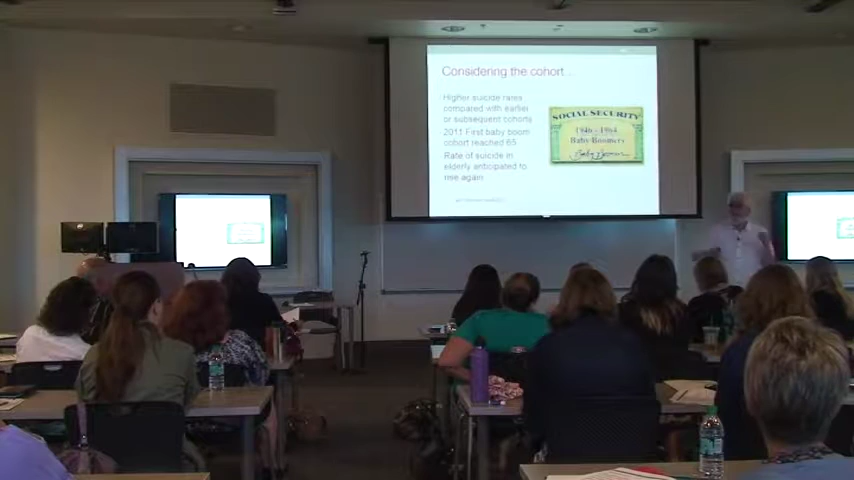 Considering the cohort...
Higher suicide rates
compared with earlier
or subsequent cohorts
2011 First baby boom
cohort reached 65
Rate of suicide in
elderly anticipated to
rise again
SOCIAL SECURITY
1946 - 1964
Baby Boomers